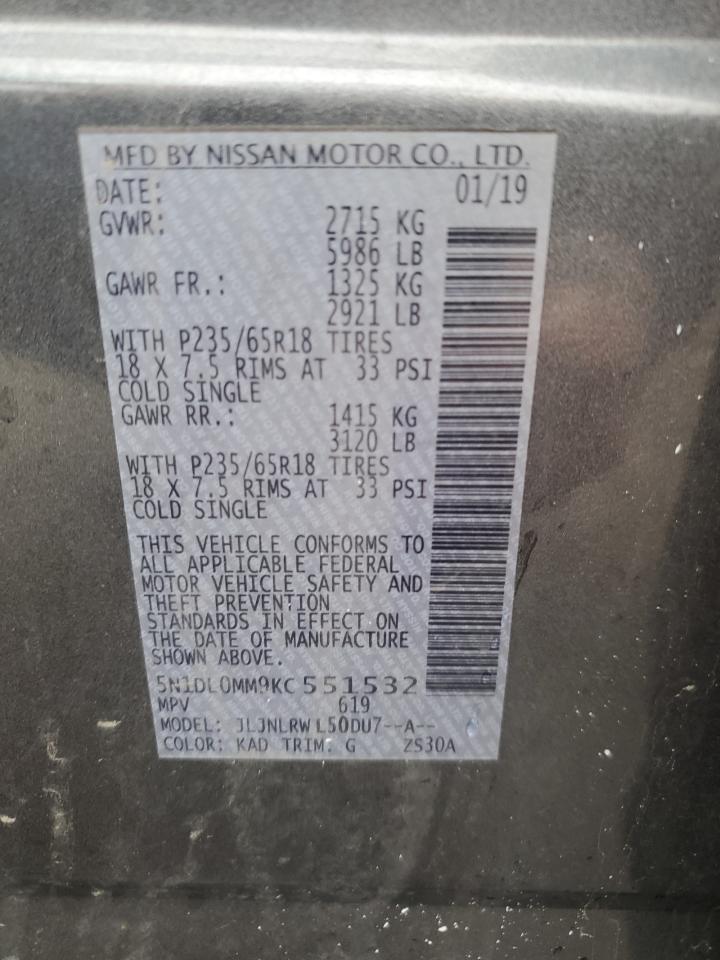 MFD BY NISSAN MOTOR CO., LTD.
DATE: 01/19
GVWR: 2715 KG
5986 LB
GAWR FR.: 1325 KG
2921 LB
WITH P235/65R18 TIRES
18 X 7.5 RIMS AT 33 PSI
COLD SINGLE
GAWR RR.: 1415 KG
3120 LB
WITH P235/65R18 TIRES
18 X 7.5 RIMS AT 33 PSI
COLD SINGLE
THIS VEHICLE CONFORMS TO
ALL APPLICABLE FEDERAL
MOTOR VEHICLE SAFETY AND
THEFT PREVENTION
STANDARDS IN EFFECT ON
THE DATE OF MANUFACTURE
SHOWN ABOVE.
5N1DL0MM9KC551532
MPV 619
MODEL: JLJNLRW L50DU7--A--
COLOR: KAD TRIM: G ZS30A